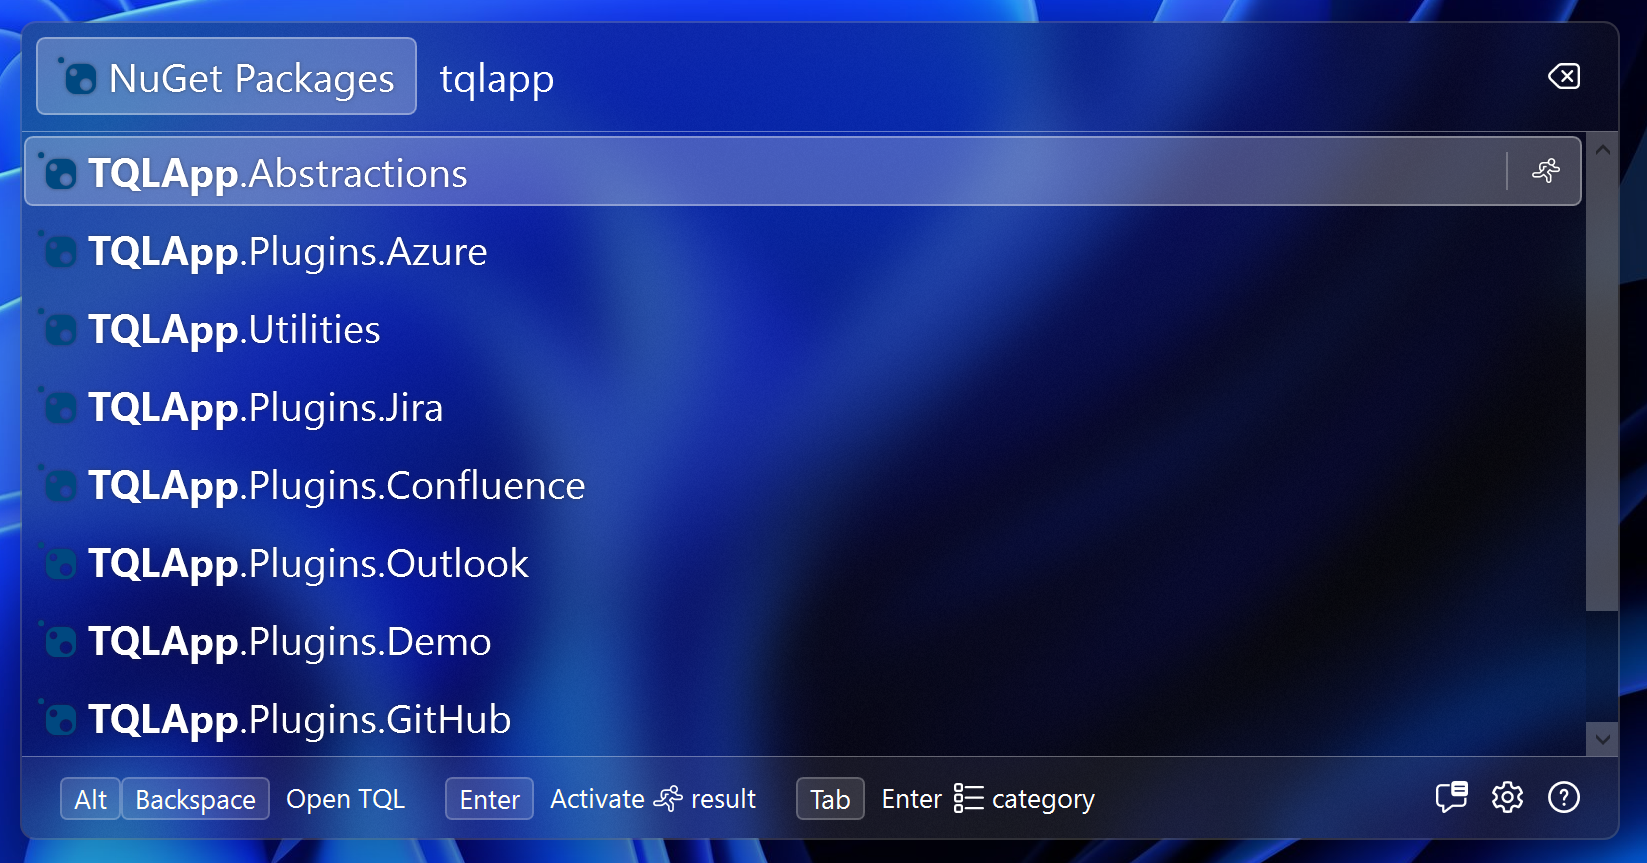 NuGet Packages tqlapp
TQLApp.Abstractions
TQLApp.Plugins.Azure
TQLApp.Utilities
TQLApp.Plugins.Jira
TQLApp.Plugins.Confluence
TQLApp.Plugins.Outlook
TQLApp.Plugins.Demo
TQLApp.Plugins.GitHub
Alt Backspace Open TQL Enter Activate result Tab Enter category